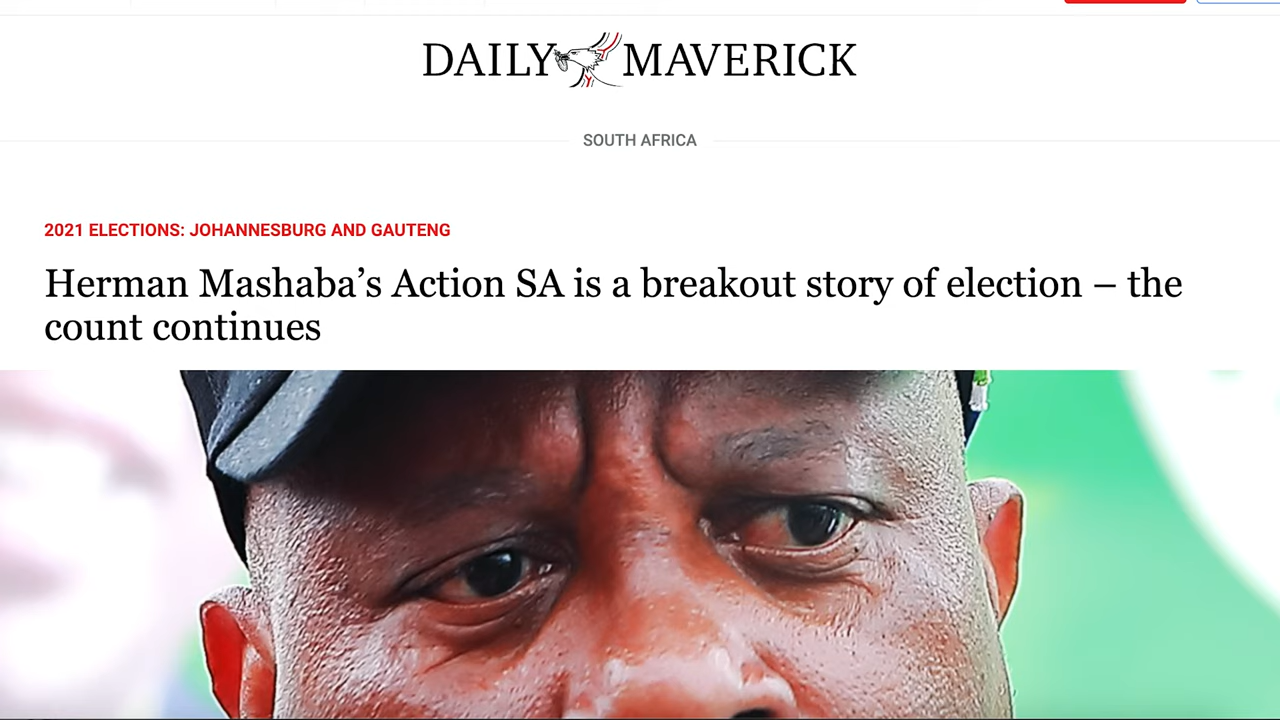 DAILY MAVERICK
SOUTH AFRICA
2021 ELECTIONS: JOHANNESBURG AND GAUTENG
Herman Mashaba’s Action SA is a breakout story of election – the
count continues